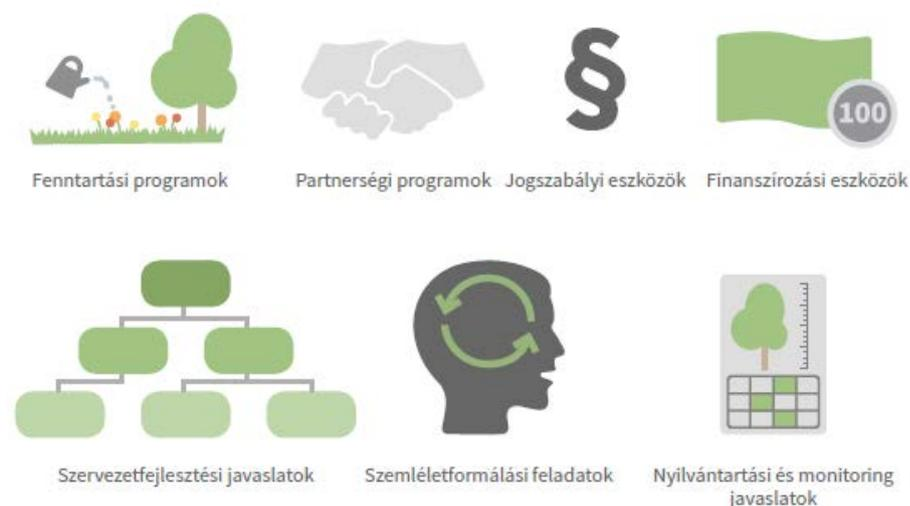 §
100
Fenntartási programok
Partnerségi programok
Jogszabályi eszközök
Finanszírozási eszközök
Szervezetfejlesztési javaslatok
Szemléletformálási feladatok
Nyilvántartási és monitoring
javaslatok